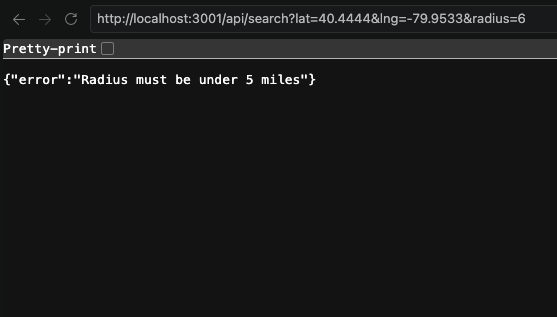 http://localhost:3001/api/search?lat=40.4444&lng=-79.9533&radius=6
Pretty-print
{"error":"Radius must be under 5 miles"}